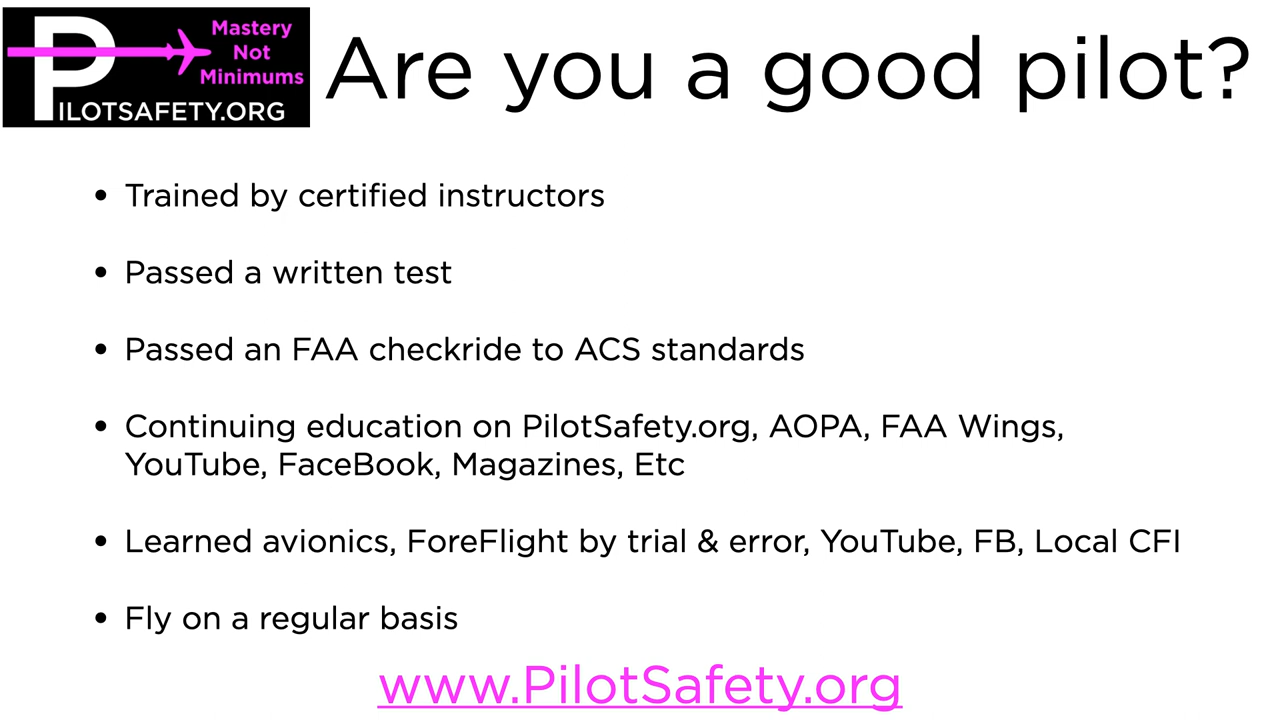 Mastery
Not
Minimums
PILOTSAFETY.ORG
Are you a good pilot?
• Trained by certified instructors
• Passed a written test
• Passed an FAA checkride to ACS standards
• Continuing education on PilotSafety.org, AOPA, FAA Wings,
YouTube, FaceBook, Magazines, Etc
• Learned avionics, ForeFlight by trial & error, YouTube, FB, Local CFI
• Fly on a regular basis
www.PilotSafety.org